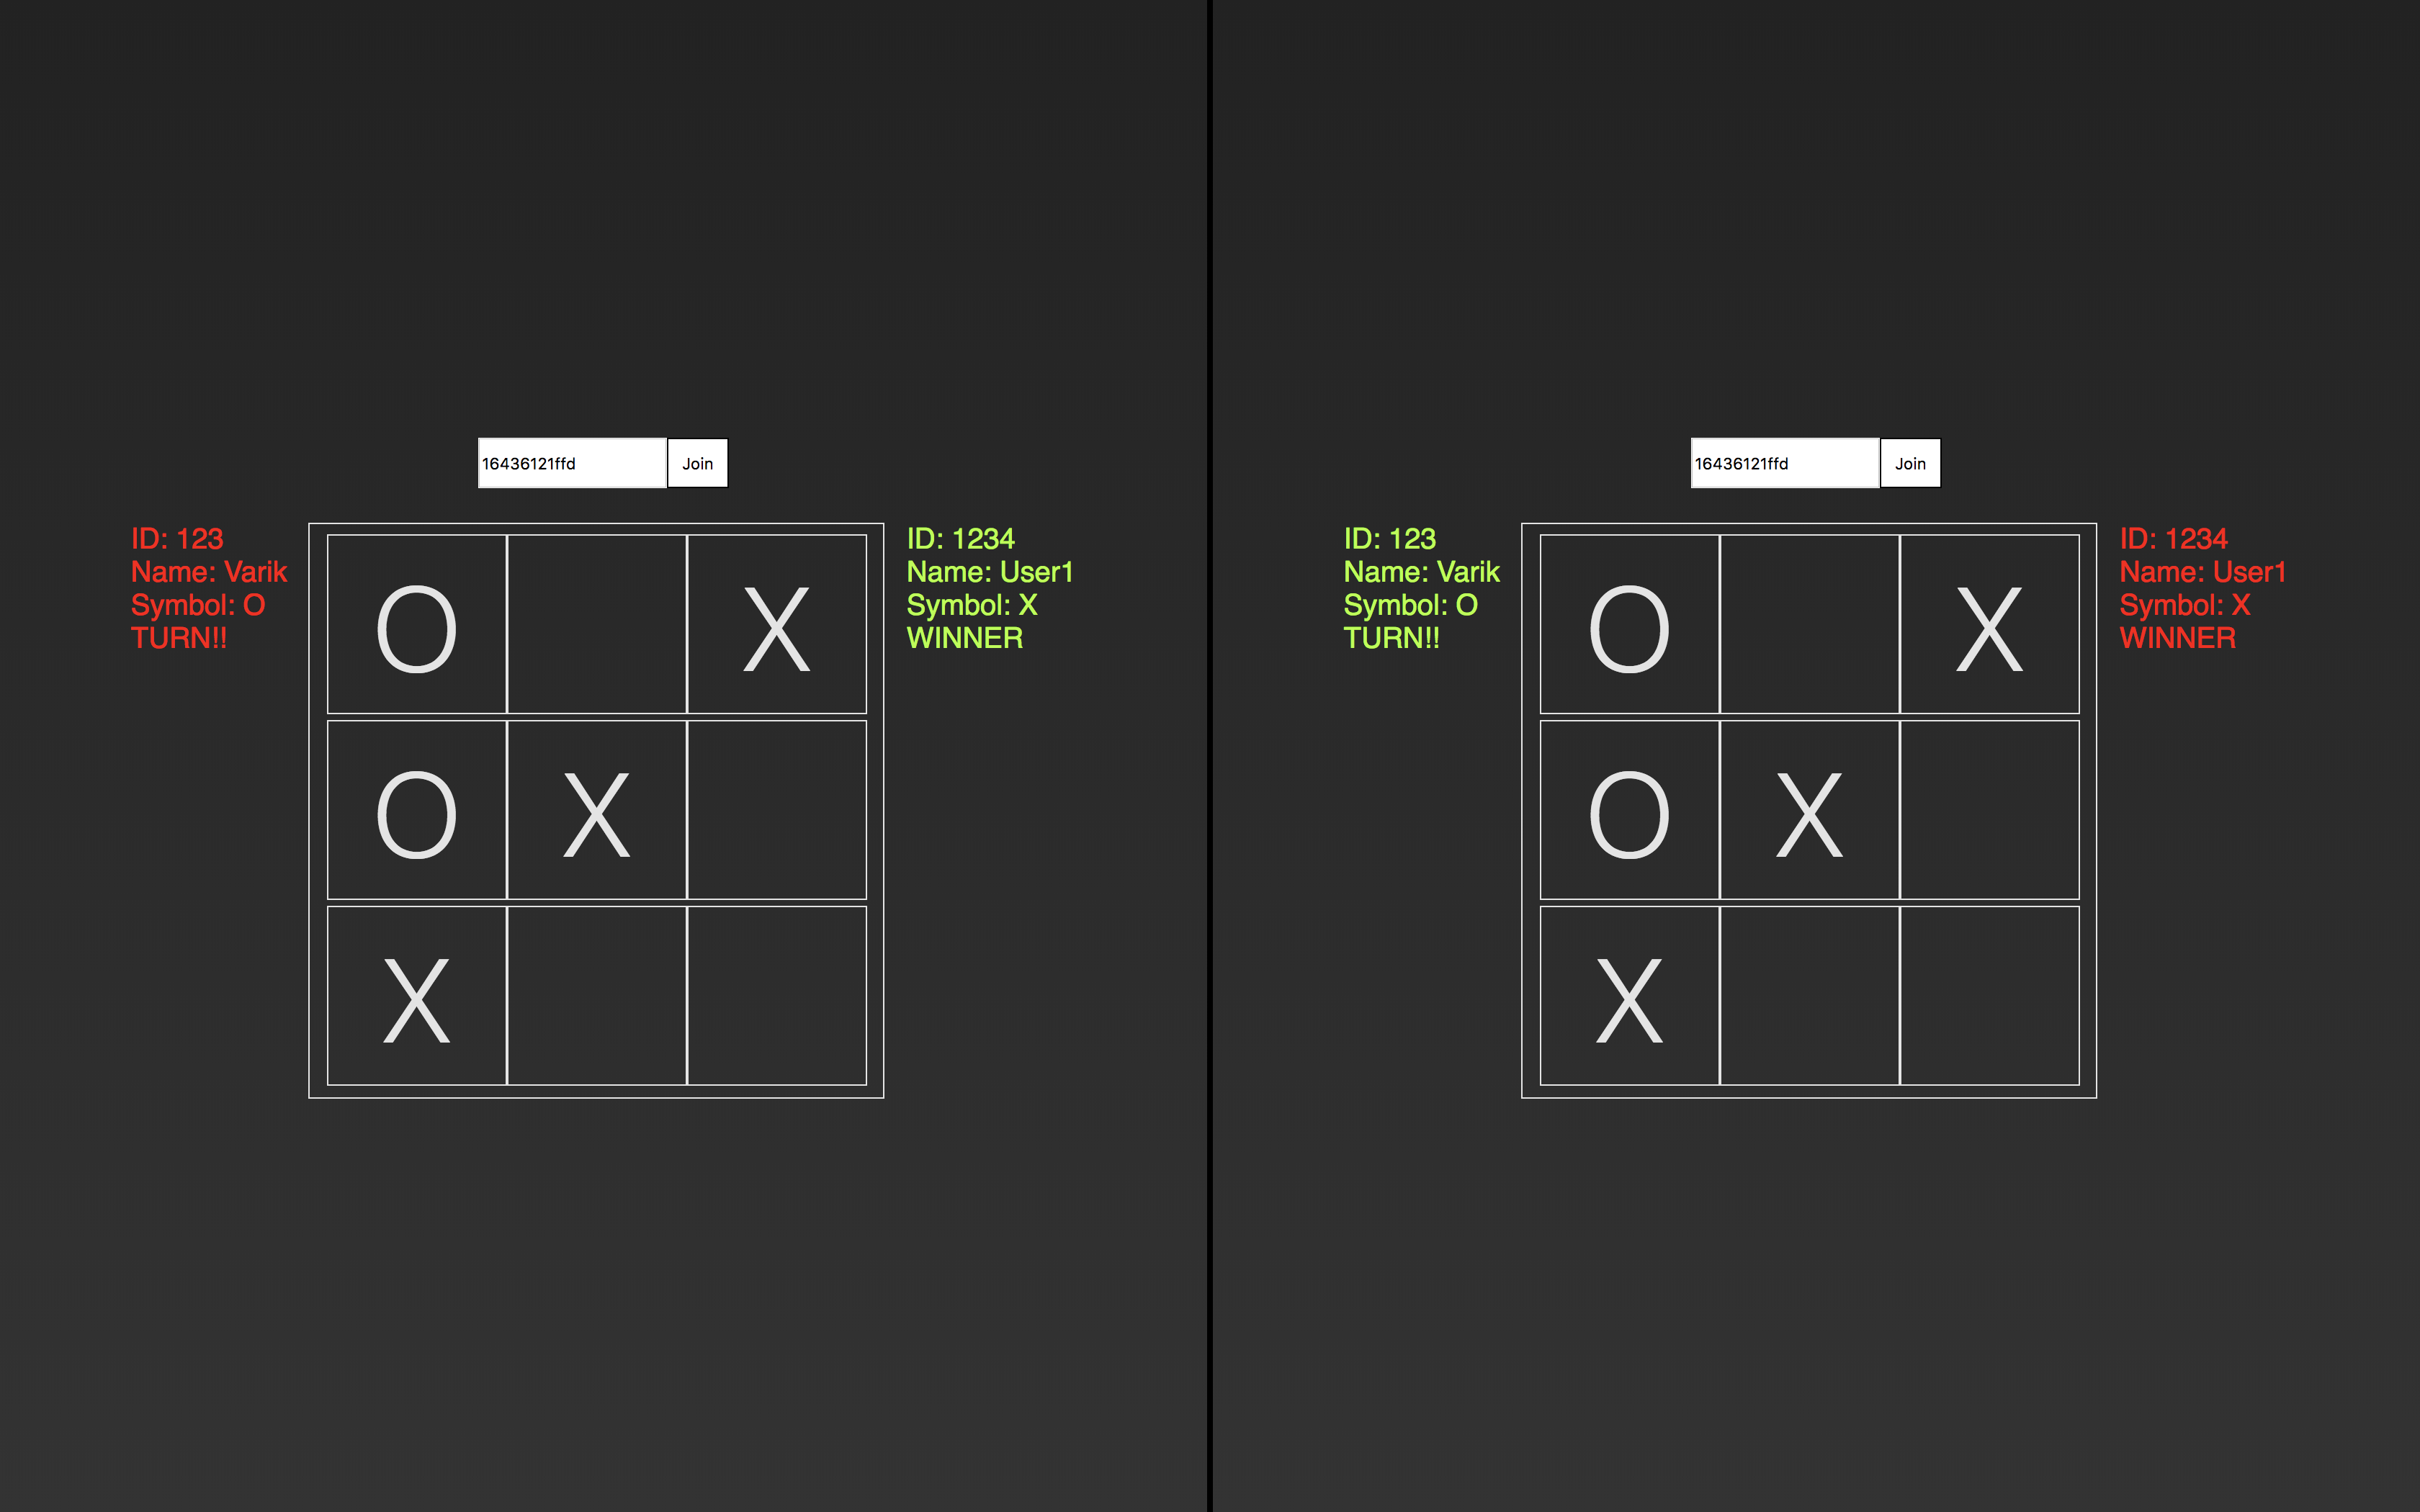 16436121ffd Join
ID: 123
Name: Varik
Symbol: O
TURN!!
O X
O X
X
ID: 1234
Name: User1
Symbol: X
WINNER
16436121ffd Join
ID: 123
Name: Varik
Symbol: O
TURN!!
O X
O X
X
ID: 1234
Name: User1
Symbol: X
WINNER